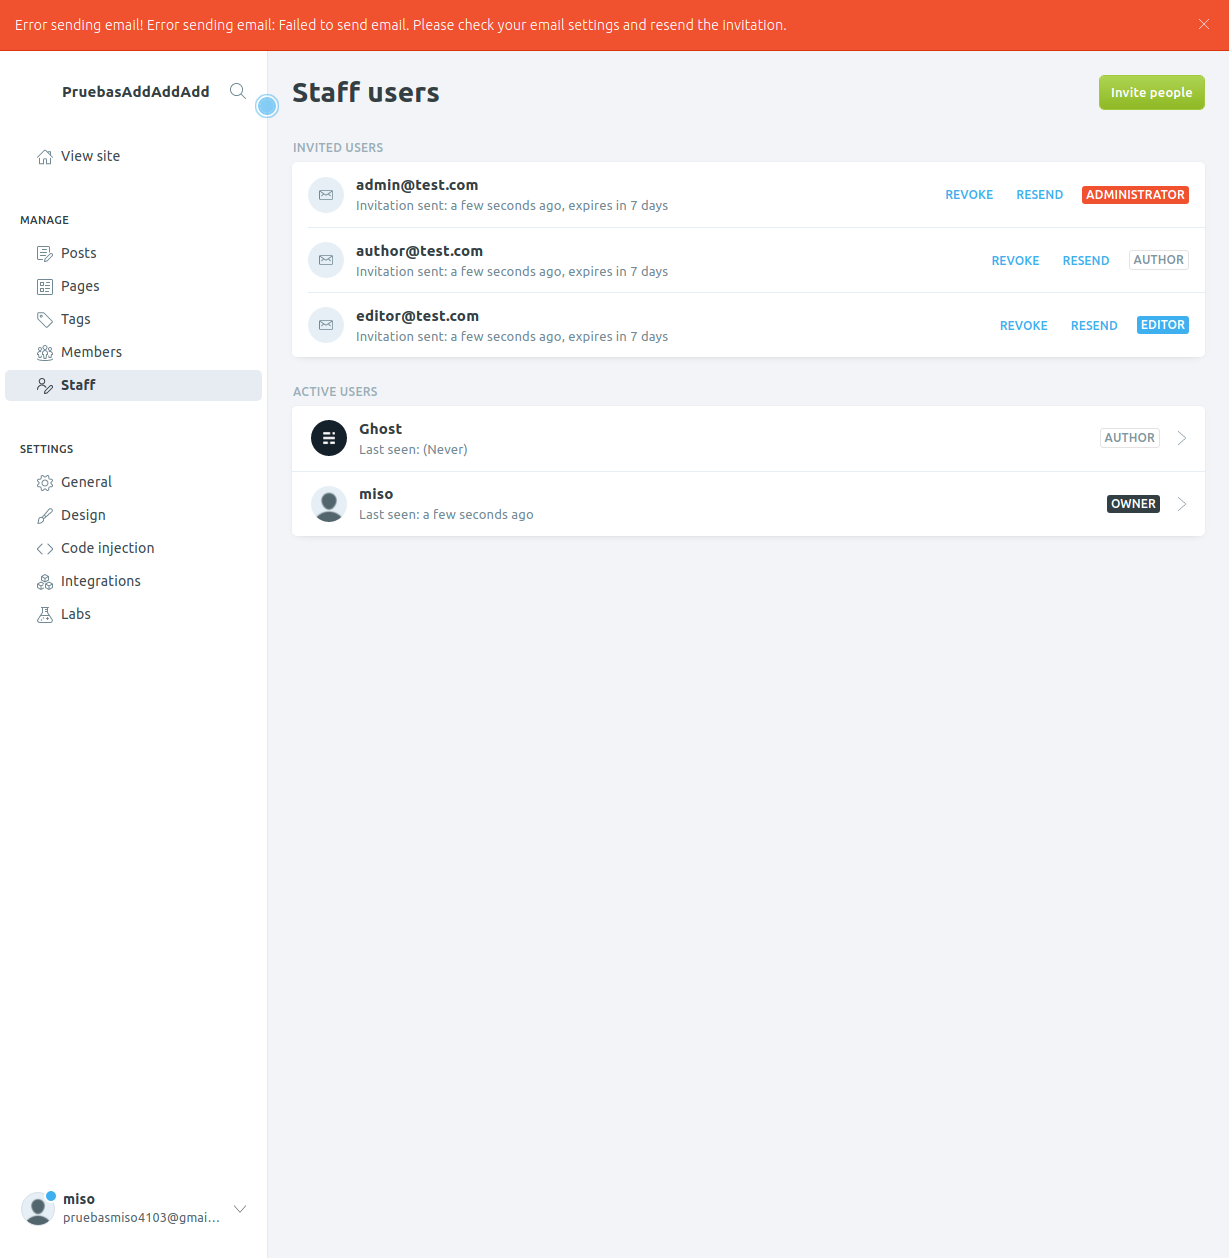 Error sending email! Error sending email: Failed to send email. Please check your email settings and resend the invitation.
PruebasAddAddAdd
View site
MANAGE
Posts
Pages
Tags
Members
Staff
SETTINGS
General
Design
Code injection
Integrations
Labs
miso
pruebasmiso4103@gmai...
Staff users
Invite people
INVITED USERS
admin@test.com
Invitation sent: a few seconds ago, expires in 7 days
REVOKE RESEND ADMINISTRATOR
author@test.com
Invitation sent: a few seconds ago, expires in 7 days
REVOKE RESEND AUTHOR
editor@test.com
Invitation sent: a few seconds ago, expires in 7 days
REVOKE RESEND EDITOR
ACTIVE USERS
Ghost
Last seen: (Never)
AUTHOR
miso
Last seen: a few seconds ago
OWNER